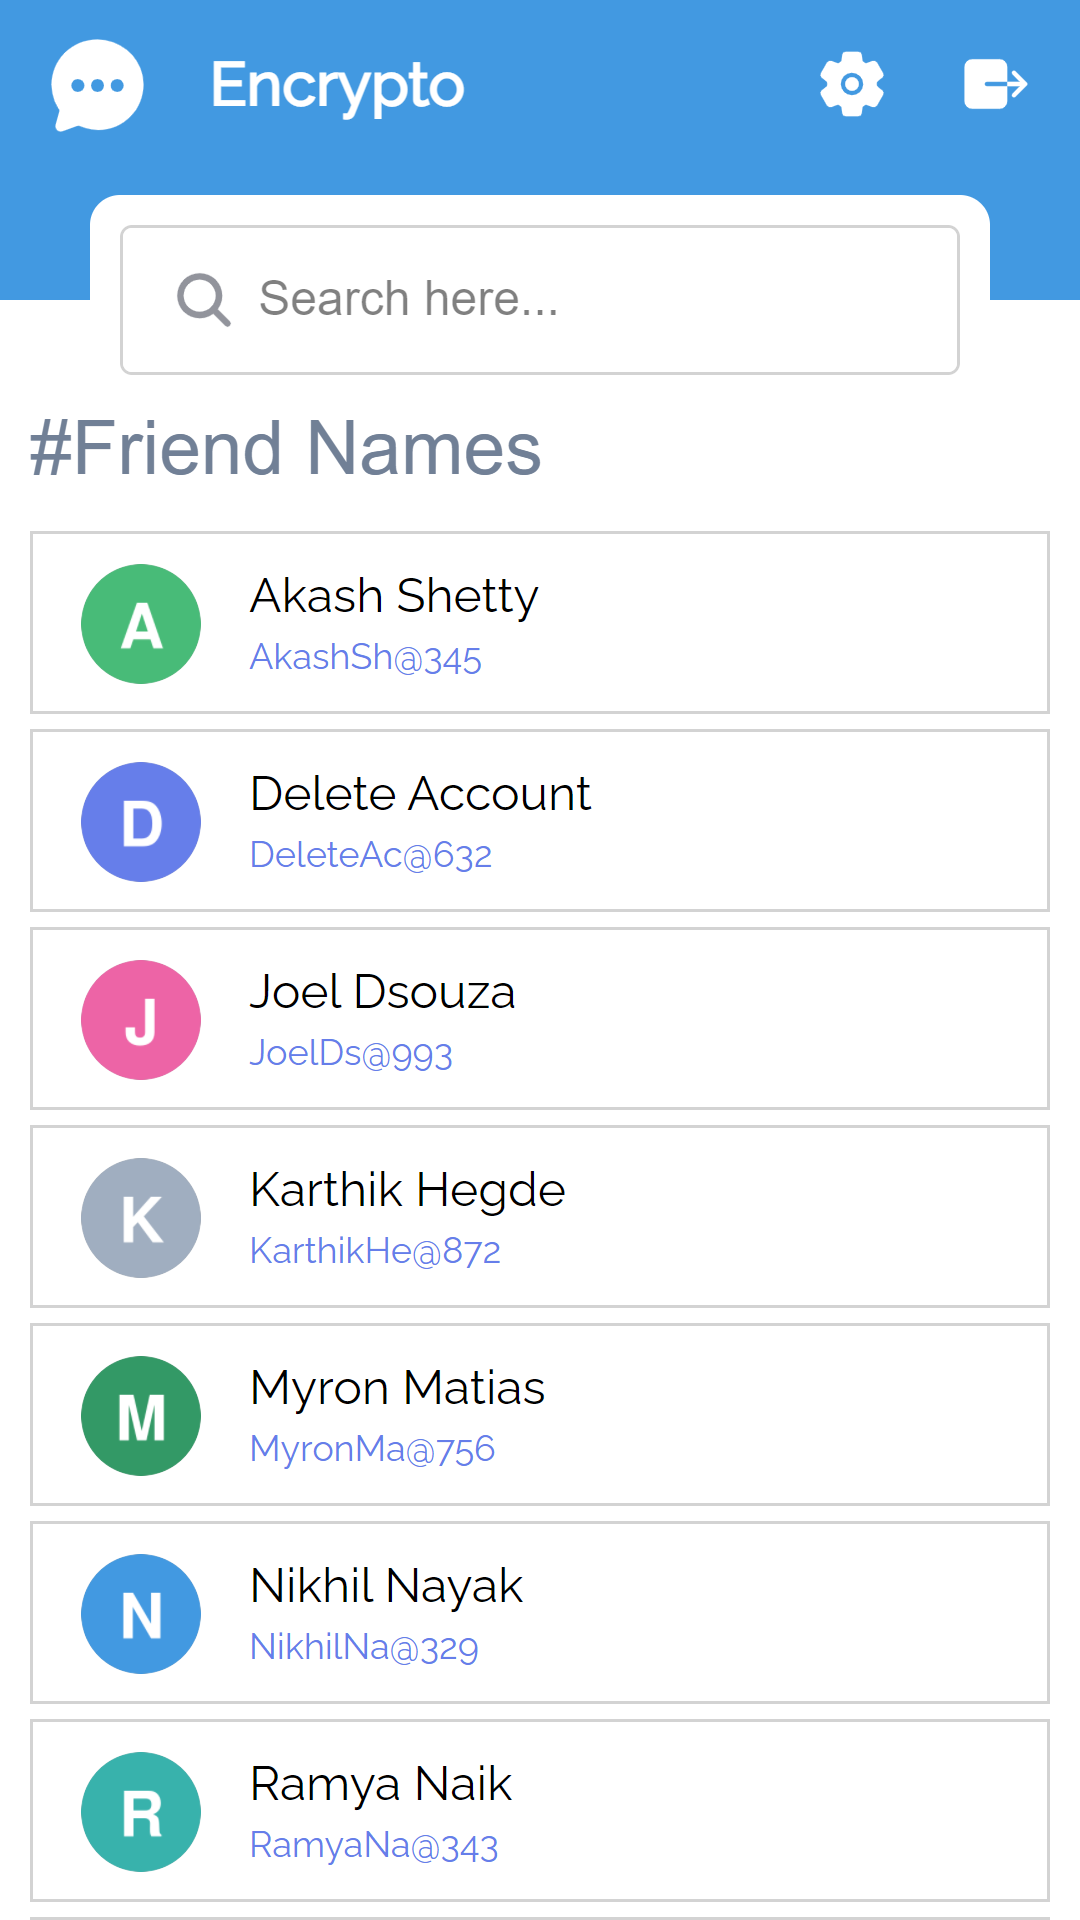 Encrypto
Search here...
#Friend Names
A
Akash Shetty
AkashSh@345
D
Delete Account
DeleteAc@632
J
Joel Dsouza
JoelDs@993
K
Karthik Hegde
KarthikHe@872
M
Myron Matias
MyronMa@756
N
Nikhil Nayak
NikhilNa@329
R
Ramya Naik
RamyaNa@343